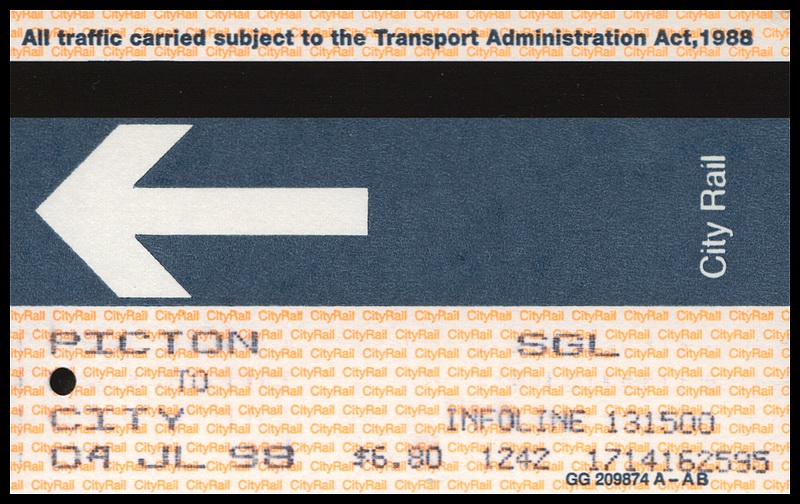 All traffic carried subject to the Transport Administration Act,1988
City Rail
PICTON SGL
TO
CITY INFOLINE 131500
04 JL 98 $6.80 1242 1714162595
GG 209874 A – AB